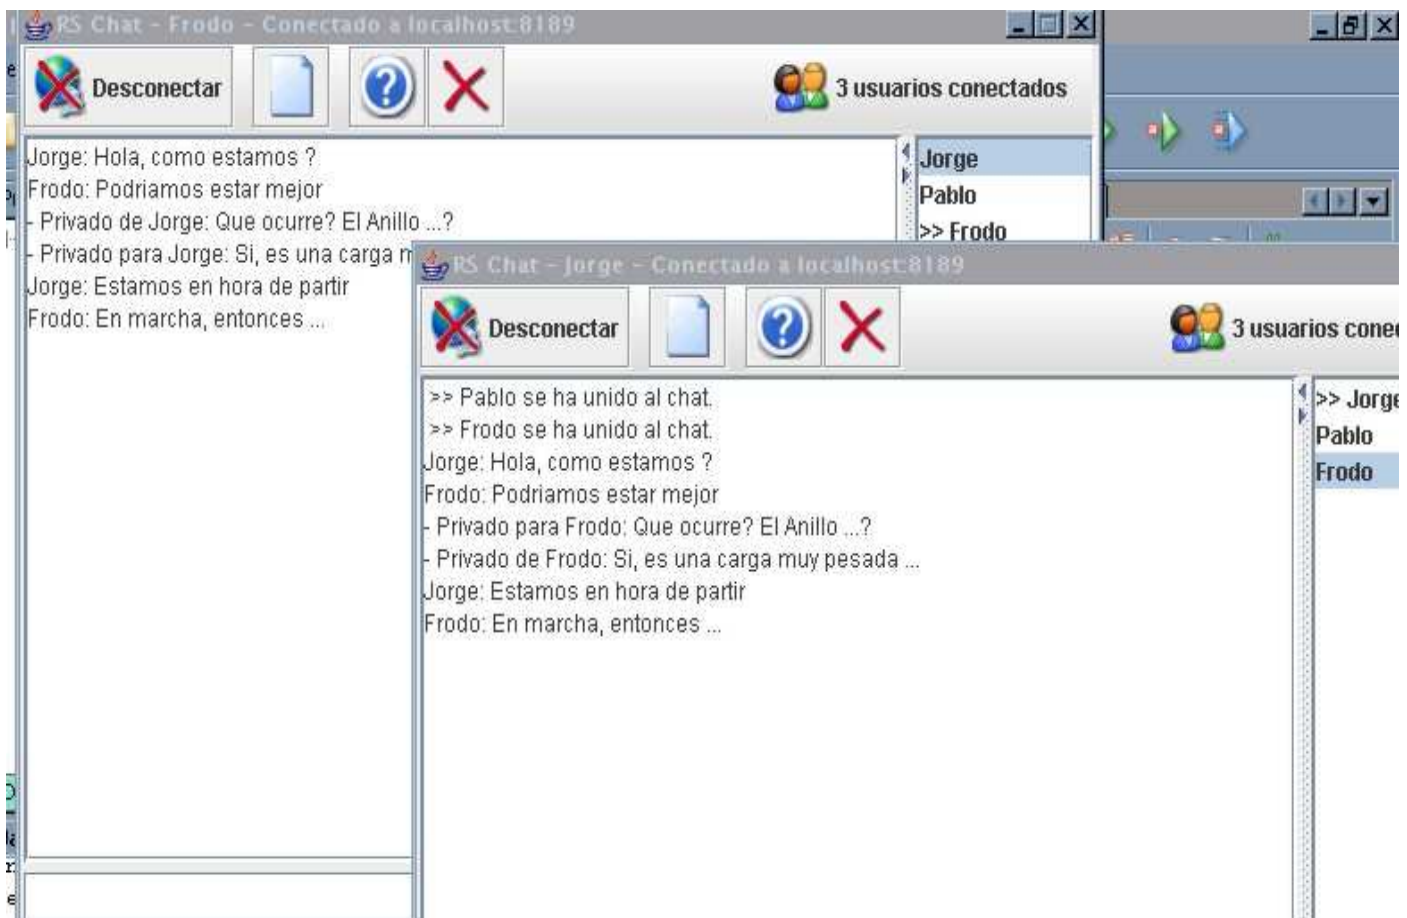 RS Chat - Frodo - Conectado a localhost:8189
Desconectar
3 usuarios conectados
Jorge: Hola, como estamos ?
Frodo: Podriamos estar mejor
- Privado de Jorge: Que ocurre? El Anillo ...?
- Privado para Jorge: Si, es una carga
Jorge: Estamos en hora de partir
Frodo: En marcha, entonces ...
Jorge
Pablo
>> Frodo
RS Chat - Jorge - Conectado a localhost:8189
Desconectar
3 usuarios
>> Pablo se ha unido al chat.
>> Frodo se ha unido al chat.
Jorge: Hola, como estamos ?
Frodo: Podriamos estar mejor
- Privado para Frodo: Que ocurre? El Anillo ...?
- Privado de Frodo: Si, es una carga muy pesada ...
Jorge: Estamos en hora de partir
Frodo: En marcha, entonces ...
>> Jorge
Pablo
Frodo